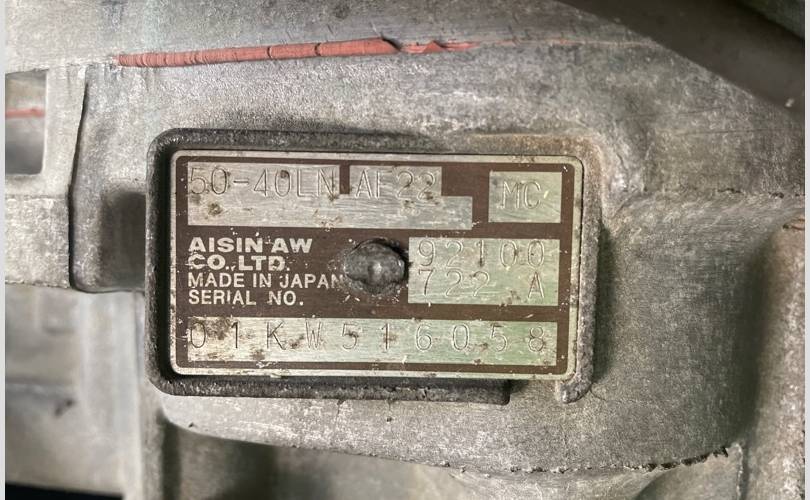 50-40LN AF22 MC
AISIN AW
CO.,LTD.
MADE IN JAPAN
SERIAL NO.
92100
722 A
01KW516058